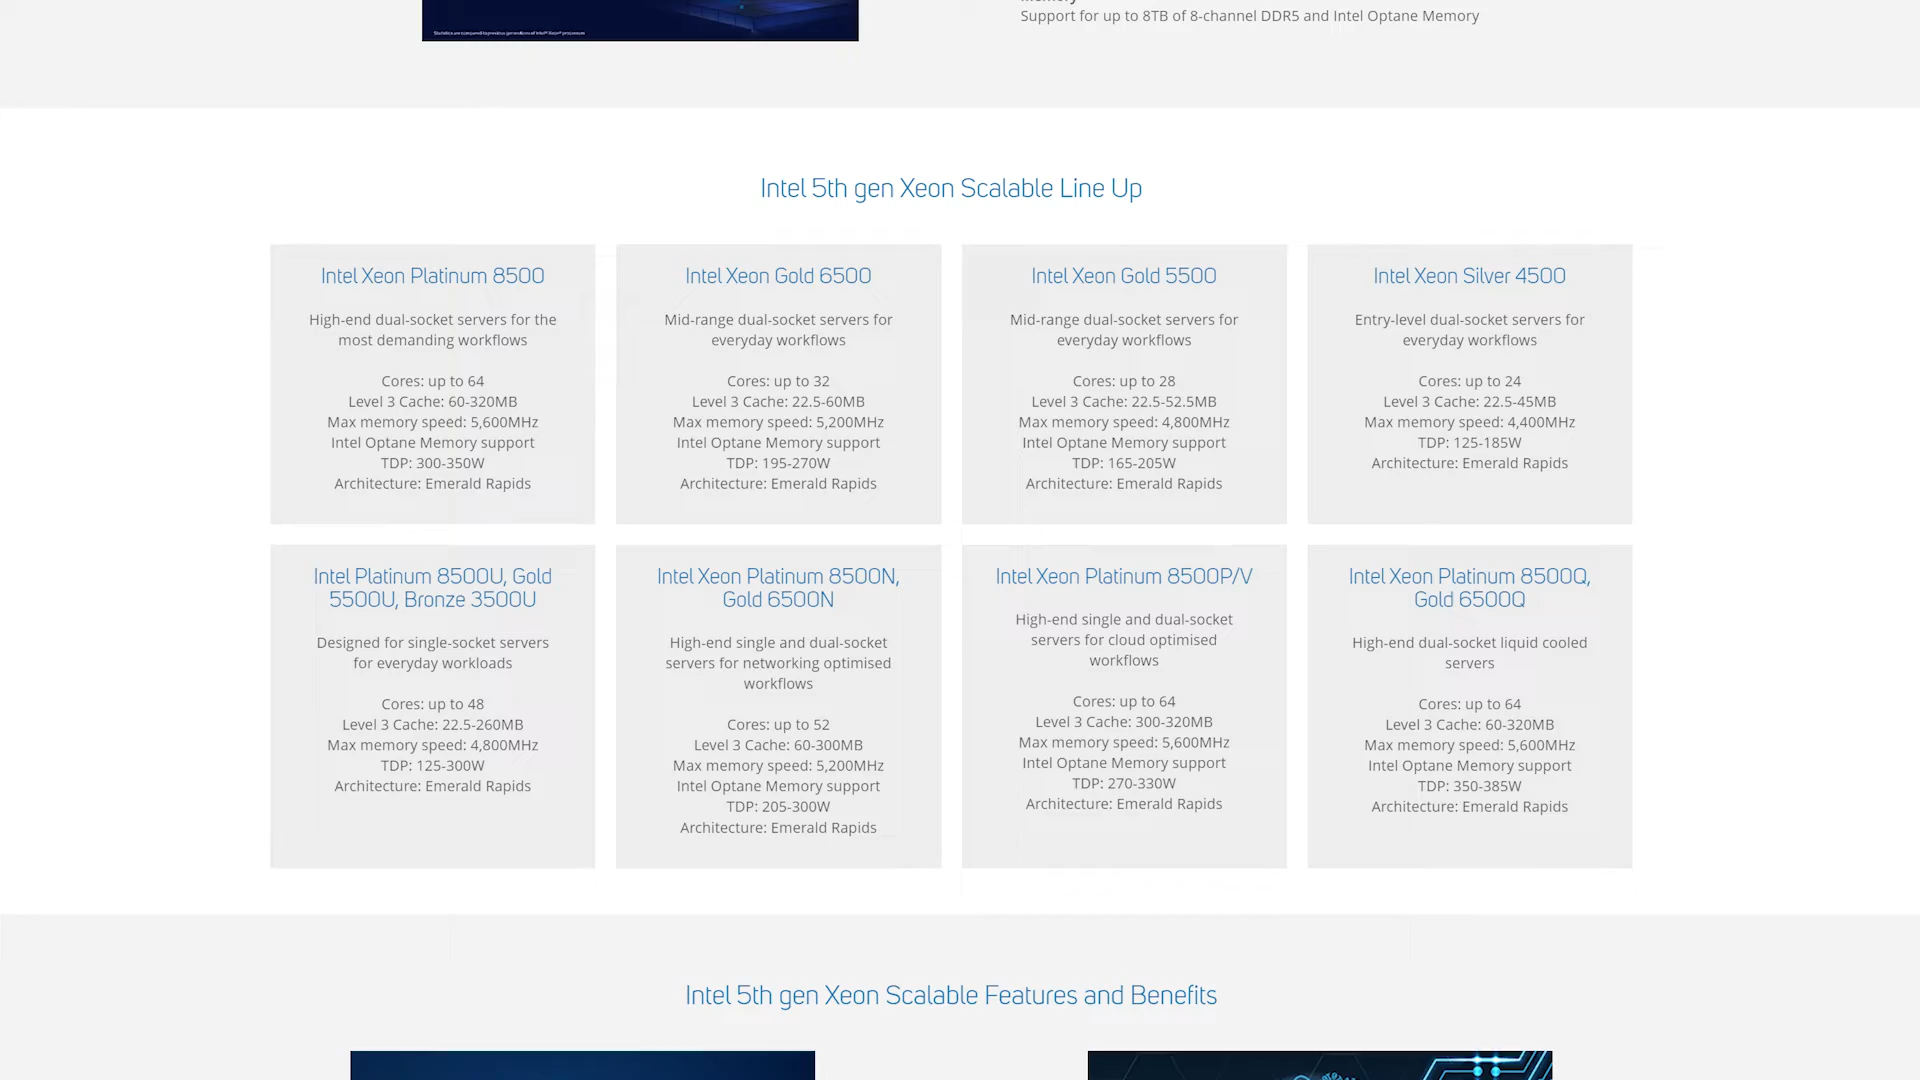 Support for up to 8TB of 8-channel DDR5 and Intel Optane Memory
Intel 5th gen Xeon Scalable Line Up
Intel Xeon Platinum 8500
High-end dual-socket servers for the
most demanding workflows
Cores: up to 64
Level 3 Cache: 60-320MB
Max memory speed: 5,600MHz
Intel Optane Memory support
TDP: 300-350W
Architecture: Emerald Rapids
Intel Xeon Gold 6500
Mid-range dual-socket servers for
everyday workflows
Cores: up to 32
Level 3 Cache: 22.5-60MB
Max memory speed: 5,200MHz
Intel Optane Memory support
TDP: 195-270W
Architecture: Emerald Rapids
Intel Xeon Gold 5500
Mid-range dual-socket servers for
everyday workflows
Cores: up to 28
Level 3 Cache: 22.5-52.5MB
Max memory speed: 4,800MHz
Intel Optane Memory support
TDP: 165-205W
Architecture: Emerald Rapids
Intel Xeon Silver 4500
Entry-level dual-socket servers for
everyday workflows
Cores: up to 24
Level 3 Cache: 22.5-45MB
Max memory speed: 4,400MHz
TDP: 125-185W
Architecture: Emerald Rapids
Intel Platinum 8500U, Gold
5500U, Bronze 3500U
Designed for single-socket servers
for everyday workloads
Cores: up to 48
Level 3 Cache: 22.5-260MB
Max memory speed: 4,800MHz
TDP: 125-300W
Architecture: Emerald Rapids
Intel Xeon Platinum 8500N,
Gold 6500N
High-end single and dual-socket
servers for networking optimised
workflows
Cores: up to 52
Level 3 Cache: 60-300MB
Max memory speed: 5,200MHz
Intel Optane Memory support
TDP: 205-300W
Architecture: Emerald Rapids
Intel Xeon Platinum 8500P/V
High-end single and dual-socket
servers for cloud optimised
workflows
Cores: up to 64
Level 3 Cache: 300-320MB
Max memory speed: 5,600MHz
Intel Optane Memory support
TDP: 270-330W
Architecture: Emerald Rapids
Intel Xeon Platinum 8500Q,
Gold 6500Q
High-end dual-socket liquid cooled
servers
Cores: up to 64
Level 3 Cache: 60-320MB
Max memory speed: 5,600MHz
Intel Optane Memory support
TDP: 350-385W
Architecture: Emerald Rapids
Intel 5th gen Xeon Scalable Features and Benefits